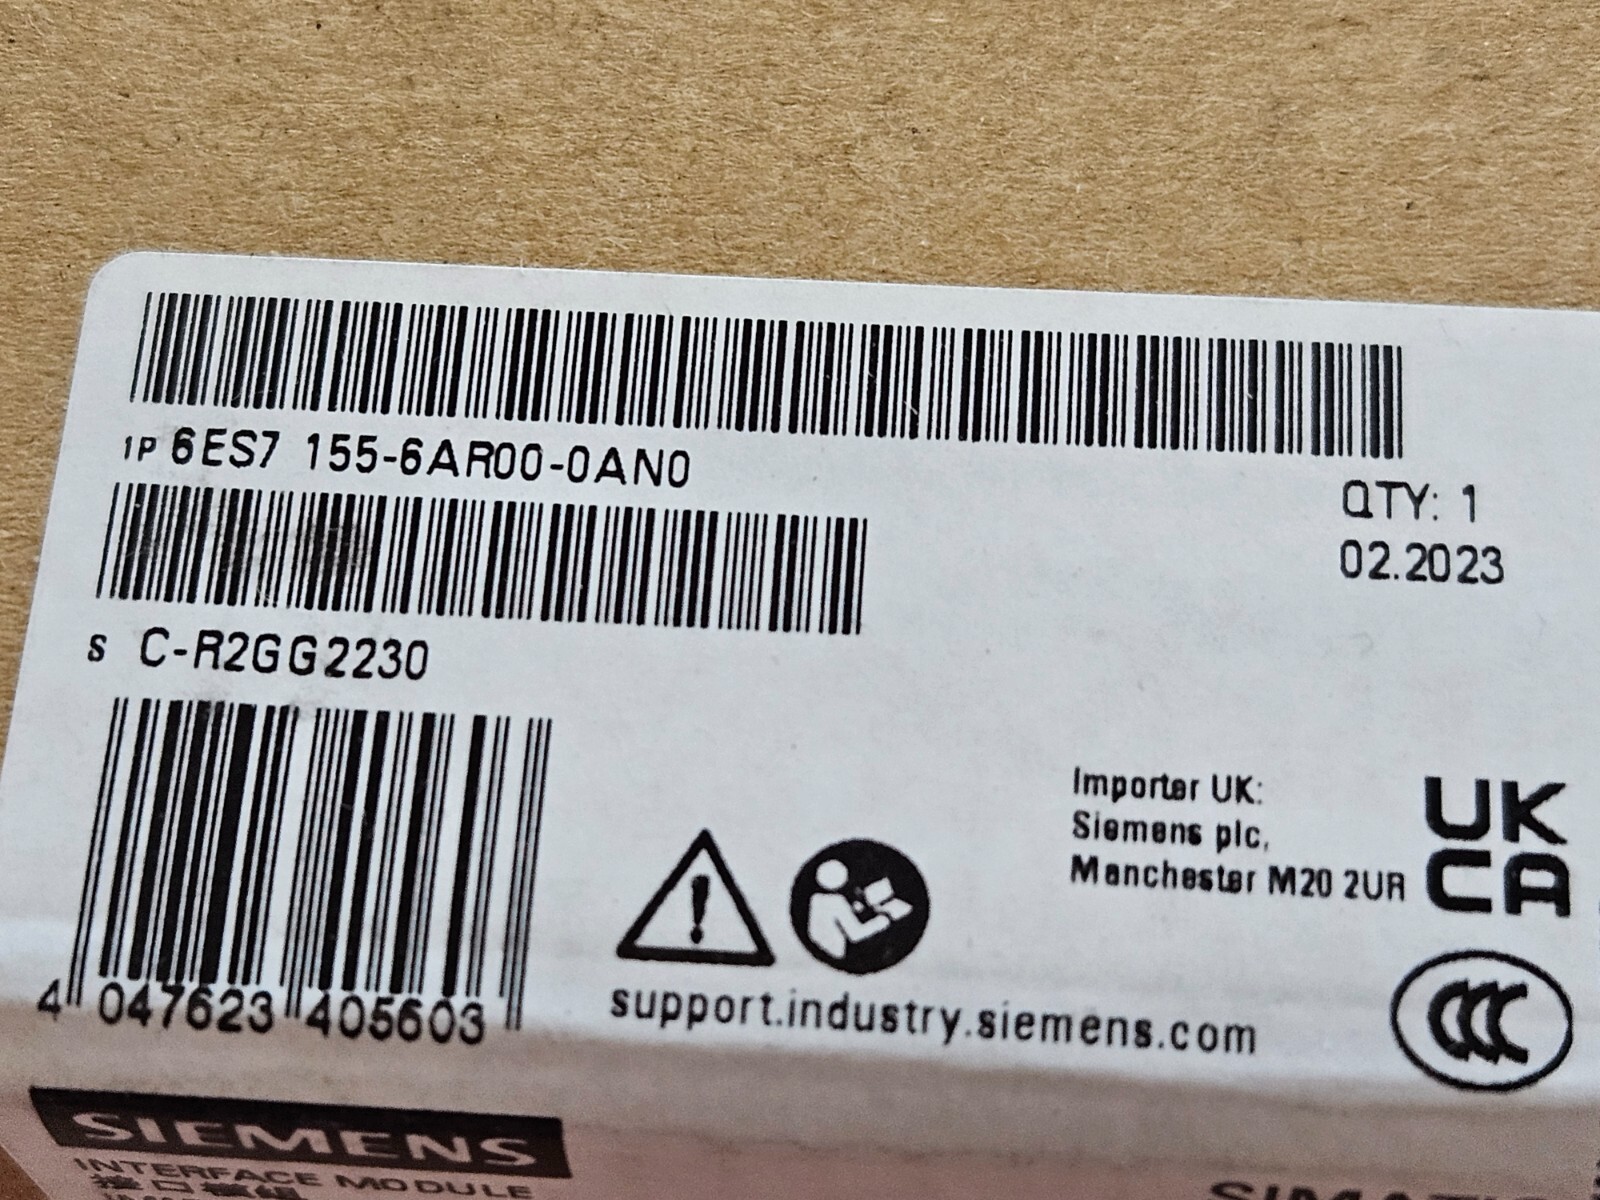 1P 6ES7 155-6AR00-0AN0
QTY: 1
02.2023
S C-R2GG2230
Importer UK:
Siemens plc,
Manchester M20 2UR
UK
CA
CCC
4 047623 405603
support.industry.siemens.com
SIEMENS
INTERFACE MODULE